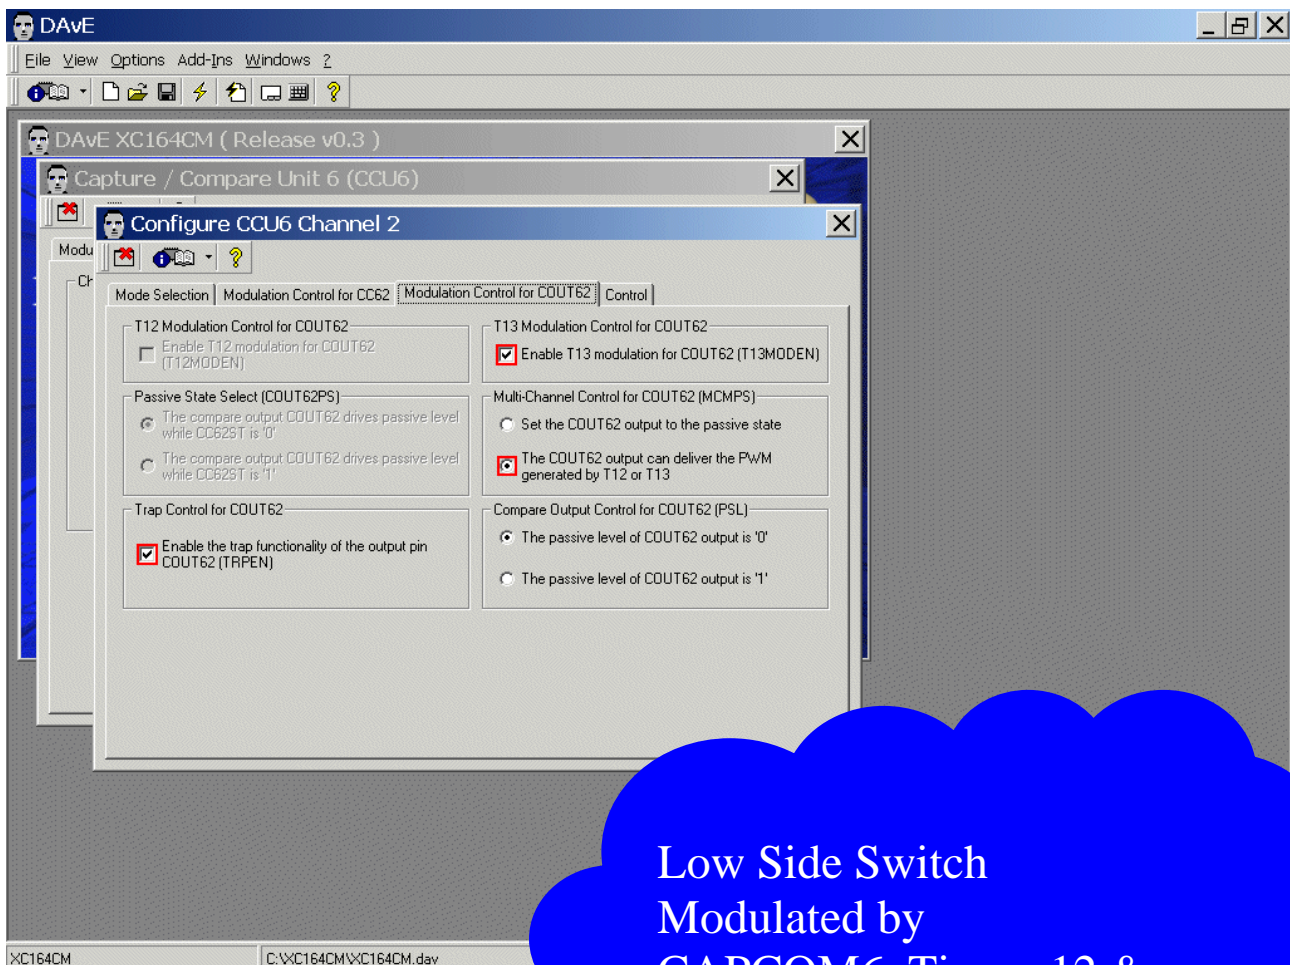 DAvE
File View Options Add-Ins Windows ?
DAvE XC164CM ( Release v0.3 )
Capture / Compare Unit 6 (CCU6)
Configure CCU6 Channel 2
Modu
Ch
Mode Selection Modulation Control for CC62 Modulation Control for COUT62 Control
T12 Modulation Control for COUT62
Enable T12 modulation for COUT62
(T12MODEN)
T13 Modulation Control for COUT62
Enable T13 modulation for COUT62 (T13MODEN)
Passive State Select (COUT62PS)
The compare output COUT62 drives passive level
while CC62ST is '0'
The compare output COUT62 drives passive level
while CC62ST is '1'
Multi-Channel Control for COUT62 (MCMPS)
Set the COUT62 output to the passive state
The COUT62 output can deliver the PWM
generated by T12 or T13
Trap Control for COUT62
Enable the trap functionality of the output pin
COUT62 (TRPEN)
Compare Output Control for COUT62 (PSL)
The passive level of COUT62 output is '0'
The passive level of COUT62 output is '1'
Low Side Switch
Modulated by
CAPCOM6, Timer 12 &
XC164CM
C:\XC164CM\XC164CM.dav